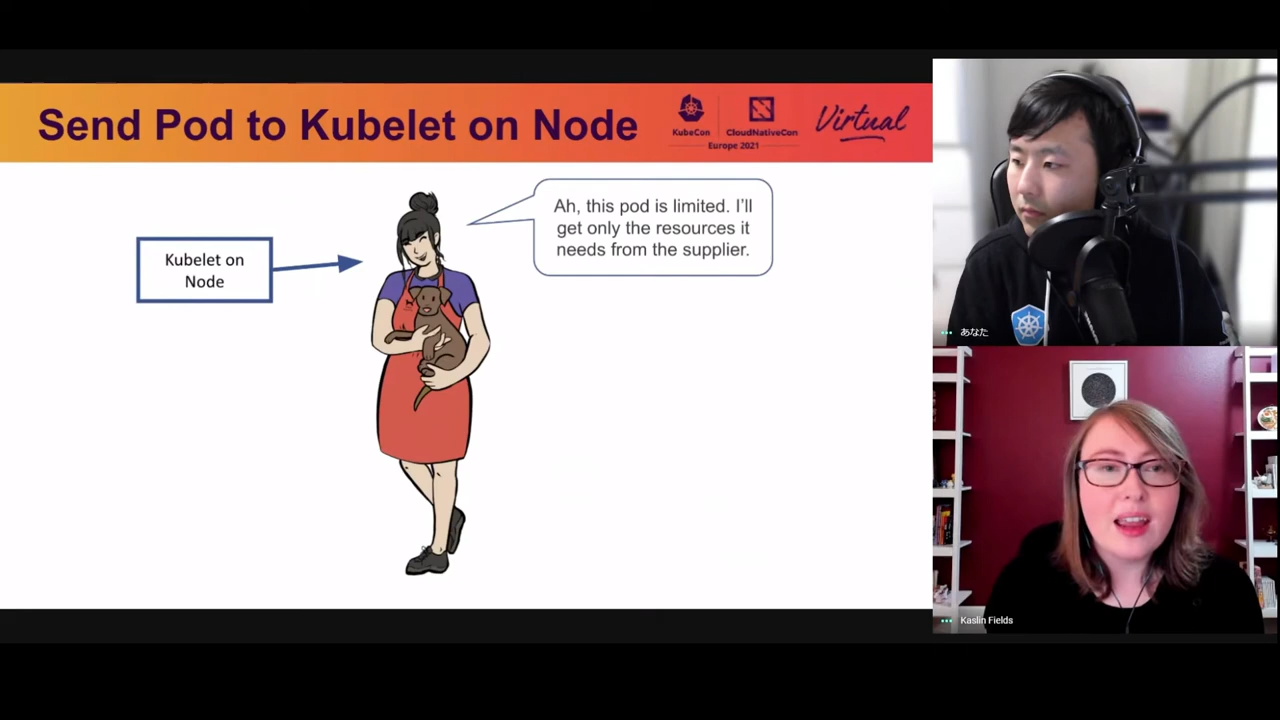 Send Pod to Kubelet on Node
KubeCon
CloudNativeCon
Europe 2021
Virtual
Ah, this pod is limited. I'll
get only the resources it
needs from the supplier.
Kubelet on
Node
あなた
Kaslin Fields